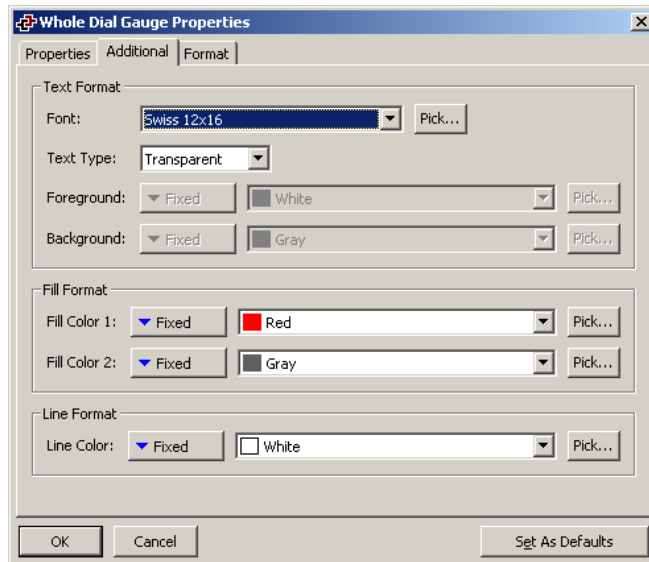 Whole Dial Gauge Properties
Properties Additional Format
Text Format
Font: Swiss 12x16 Pick...
Text Type: Transparent
Foreground: Fixed White Pick...
Background: Fixed Gray Pick...
Fill Format
Fill Color 1: Fixed Red Pick...
Fill Color 2: Fixed Gray Pick...
Line Format
Line Color: Fixed White Pick...
OK Cancel Set As Defaults